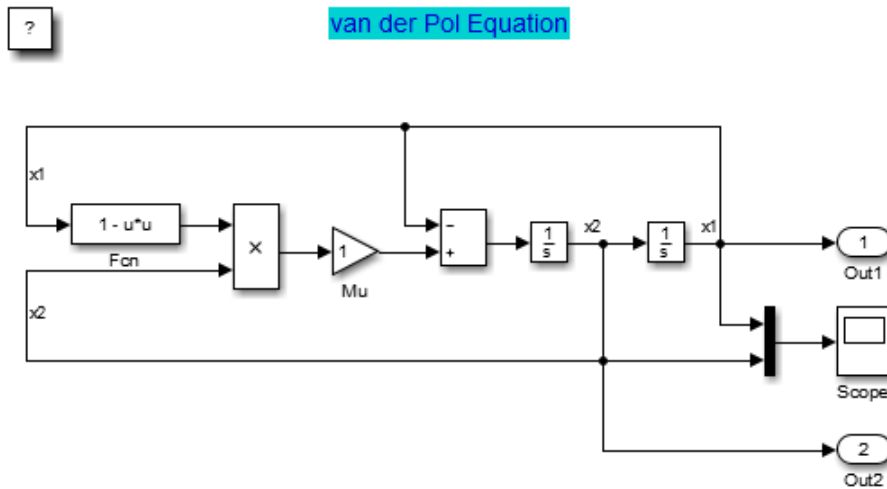 ?
van der Pol Equation
x1
1 - u*u
Fcn
×
1
Mu
−
+
1
s
x2
1
s
x1
1
Out1
x2
Scope
2
Out2